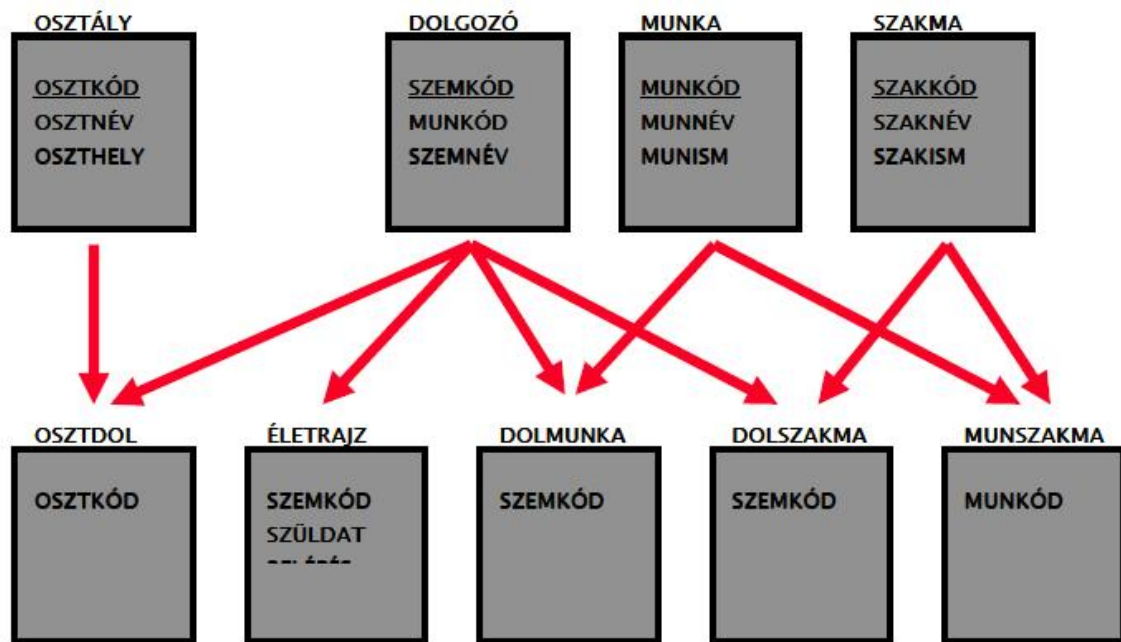 OSZTÁLY
OSZTKÓD
OSZTNÉV
OSZTHELY
DOLGOZÓ
SZEMKÓD
MUNKÓD
SZEMNÉV
MUNKA
MUNKÓD
MUNNÉV
MUNISM
SZAKMA
SZAKKÓD
SZAKNÉV
SZAKISM
OSZTDOL
OSZTKÓD
ÉLETRAJZ
SZEMKÓD
SZÜLDAT
DOLMUNKA
SZEMKÓD
DOLSZAKMA
SZEMKÓD
MUNSZAKMA
MUNKÓD